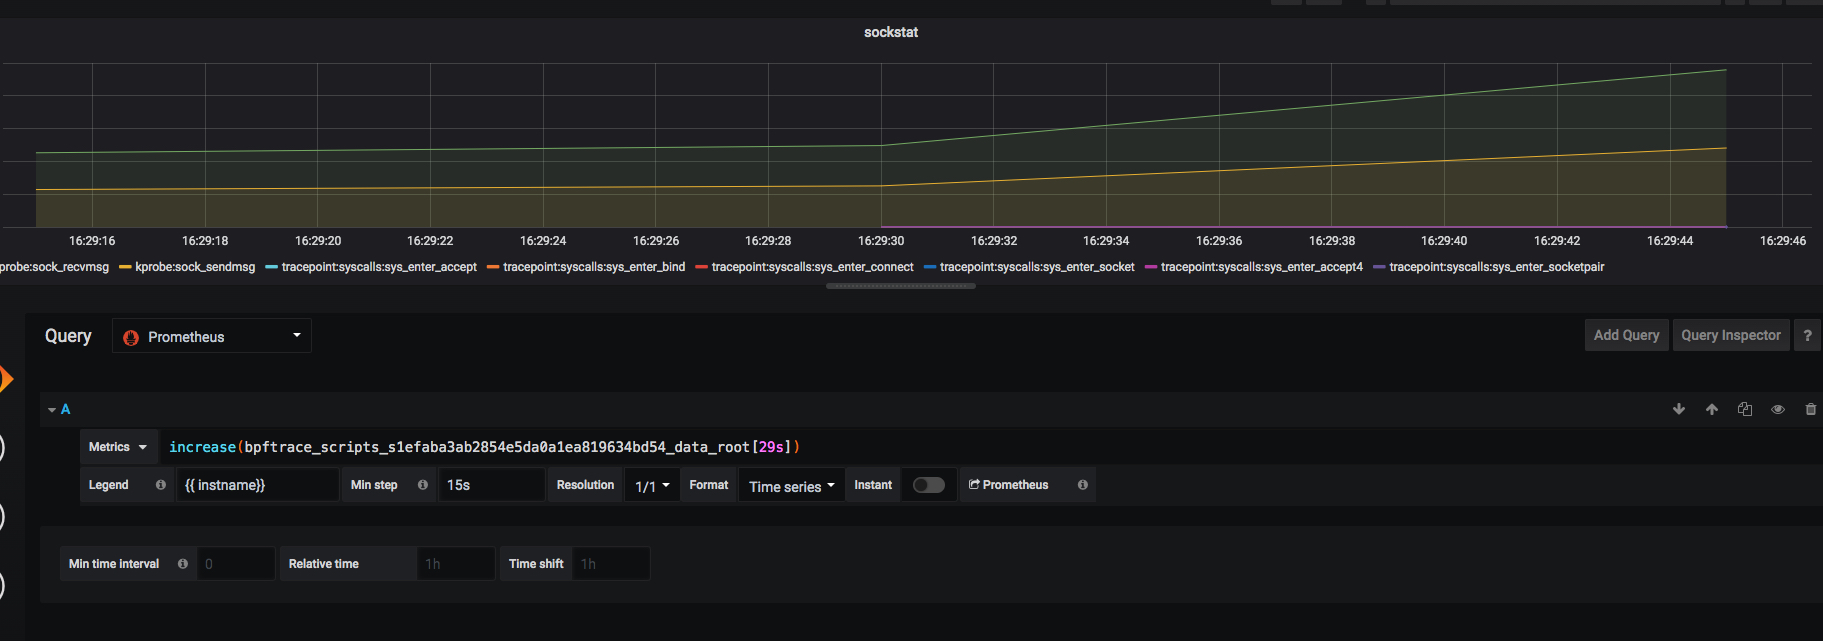 sockstat
16:29:16 16:29:18 16:29:20 16:29:22 16:29:24 16:29:26 16:29:28 16:29:30 16:29:32 16:29:34 16:29:36 16:29:38 16:29:40 16:29:42 16:29:44 16:29:46
probe:sock_recvmsg kprobe:sock_sendmsg tracepoint:syscalls:sys_enter_accept tracepoint:syscalls:sys_enter_bind tracepoint:syscalls:sys_enter_connect tracepoint:syscalls:sys_enter_socket tracepoint:syscalls:sys_enter_accept4 tracepoint:syscalls:sys_enter_socketpair
Query Prometheus Add Query Query Inspector ?
A
Metrics increase(bpftrace_scripts_s1efaba3ab2854e5da0a1ea819634bd54_data_root[29s])
Legend {{ instname}} Min step 15s Resolution 1/1 Format Time series Instant Prometheus
Min time interval 0 Relative time 1h Time shift 1h